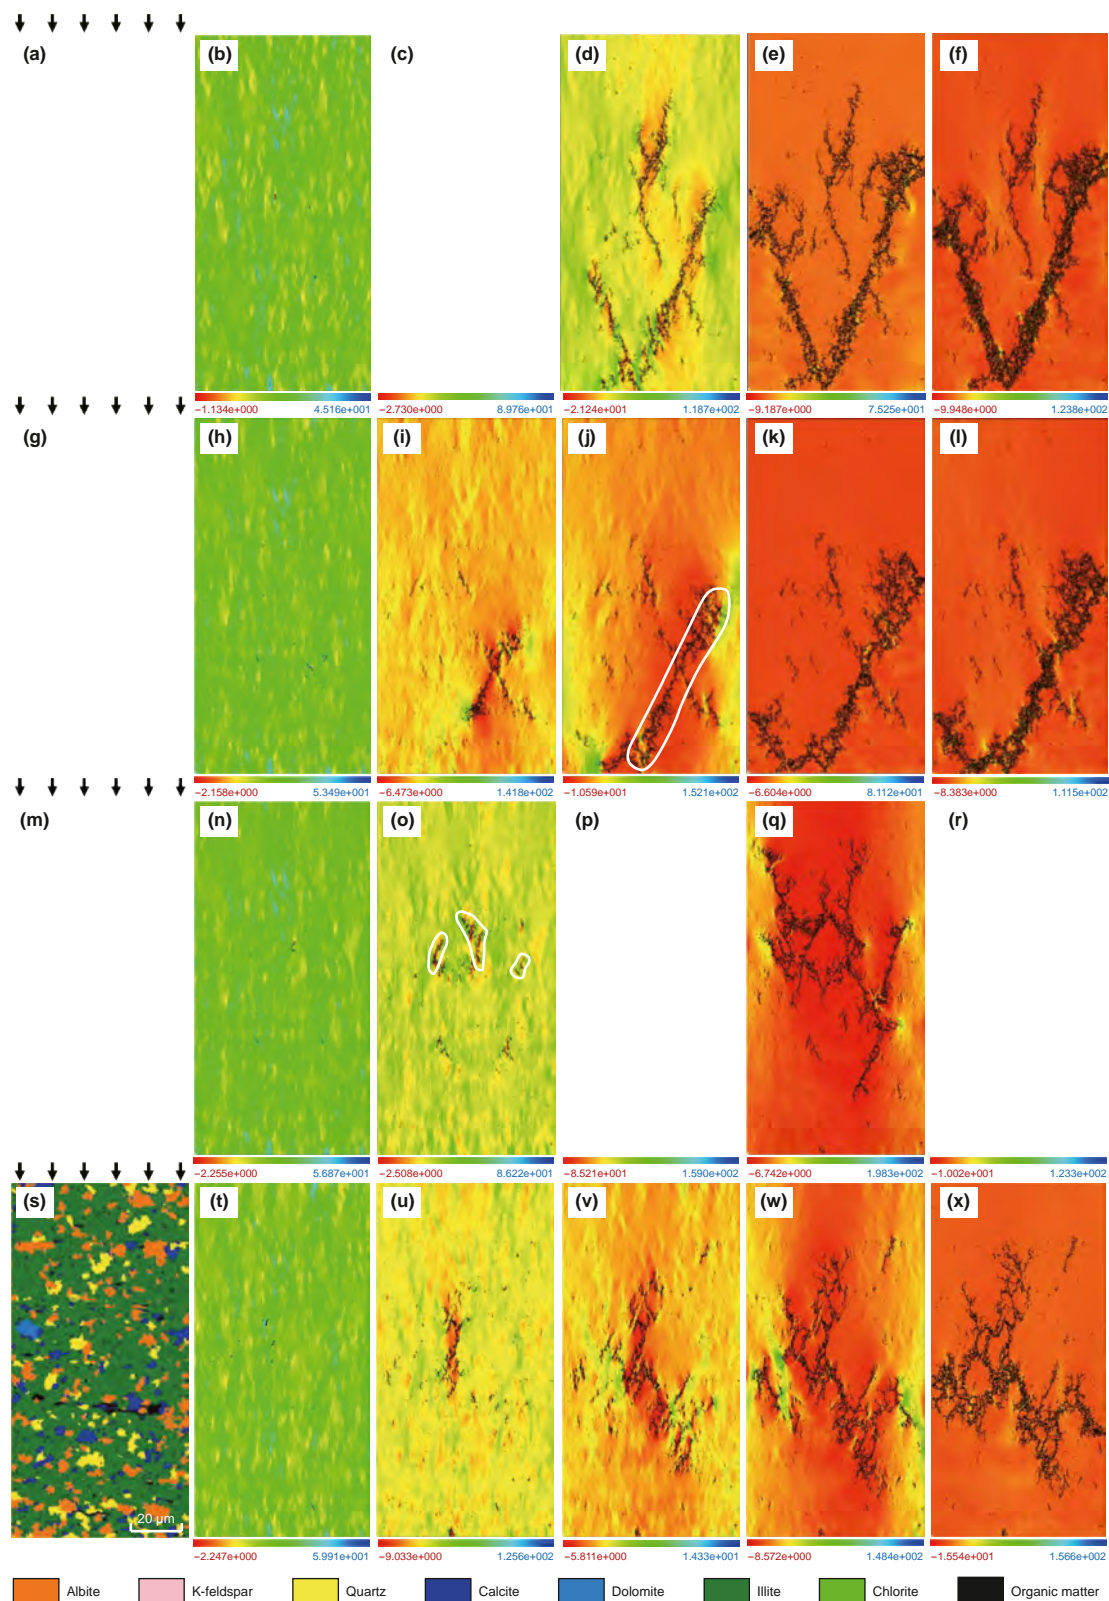 (a) (b) (c) (d) (e) (f)
−1.134e+000 4.516e+001 −2.730e+000 8.976e+001 −2.124e+001 1.187e+002 −9.187e+000 7.525e+001 −9.948e+000 1.238e+002
(g) (h) (i) (j) (k) (l)
−2.158e+000 5.349e+001 −6.473e+000 1.418e+002 −1.059e+001 1.521e+002 −6.604e+000 8.112e+001 −8.383e+000 1.115e+002
(m) (n) (o) (p) (q) (r)
−2.255e+000 5.687e+001 −2.508e+000 8.622e+001 −8.521e+001 1.590e+002 −6.742e+000 1.983e+002 −1.002e+001 1.233e+002
(s) (t) (u) (v) (w) (x)
20 μm
−2.247e+000 5.991e+001 −9.033e+000 1.256e+002 −5.811e+001 1.433e+001 −8.572e+000 1.484e+002 −1.554e+001 1.566e+002
Albite K-feldspar Quartz Calcite Dolomite Illite Chlorite Organic matter